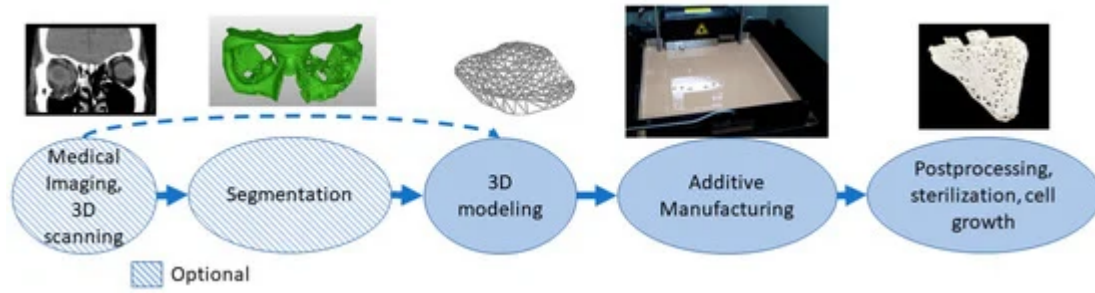 Medical
Imaging,
3D
scanning
Segmentation
3D
modeling
Additive
Manufacturing
Postprocessing,
sterilization, cell
growth
Optional